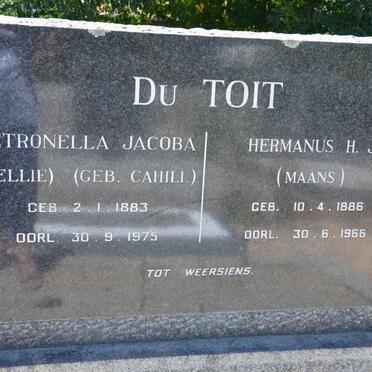 DU TOIT
TRONELLA JACOBA
ELLIE) (GEB. CAHILL)
GEB. 2.1.1883
OORL. 30.9.1975
HERMANUS H. J
(MAANS)
GEB. 10.4.1886
OORL. 30.6.1966
TOT WEERSIENS.